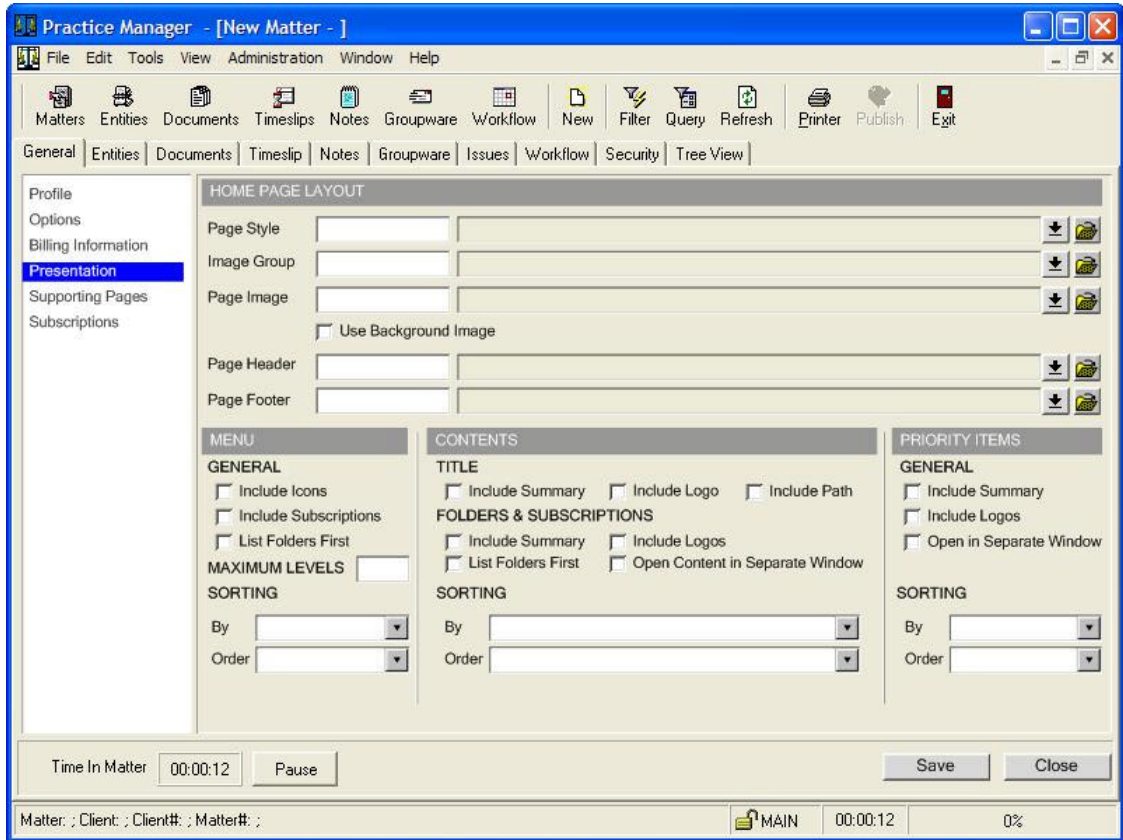 Practice Manager - [New Matter - ]
File Edit Tools View Administration Window Help
Matters Entities Documents Timeslips Notes Groupware Workflow New Filter Query Refresh Printer Publish Exit
General Entities Documents Timeslip Notes Groupware Issues Workflow Security Tree View
Profile
Options
Billing Information
Presentation
Supporting Pages
Subscriptions
HOME PAGE LAYOUT
Page Style
Image Group
Page Image
Use Background Image
Page Header
Page Footer
MENU
GENERAL
Include Icons
Include Subscriptions
List Folders First
MAXIMUM LEVELS
SORTING
By
Order
CONTENTS
TITLE
Include Summary Include Logo Include Path
FOLDERS & SUBSCRIPTIONS
Include Summary Include Logos
List Folders First Open Content in Separate Window
SORTING
By
Order
PRIORITY ITEMS
GENERAL
Include Summary
Include Logos
Open in Separate Window
SORTING
By
Order
Time In Matter 00:00:12 Pause Save Close
Matter: ; Client: ; Client#: ; Matter#: ; MAIN 00:00:12 0%